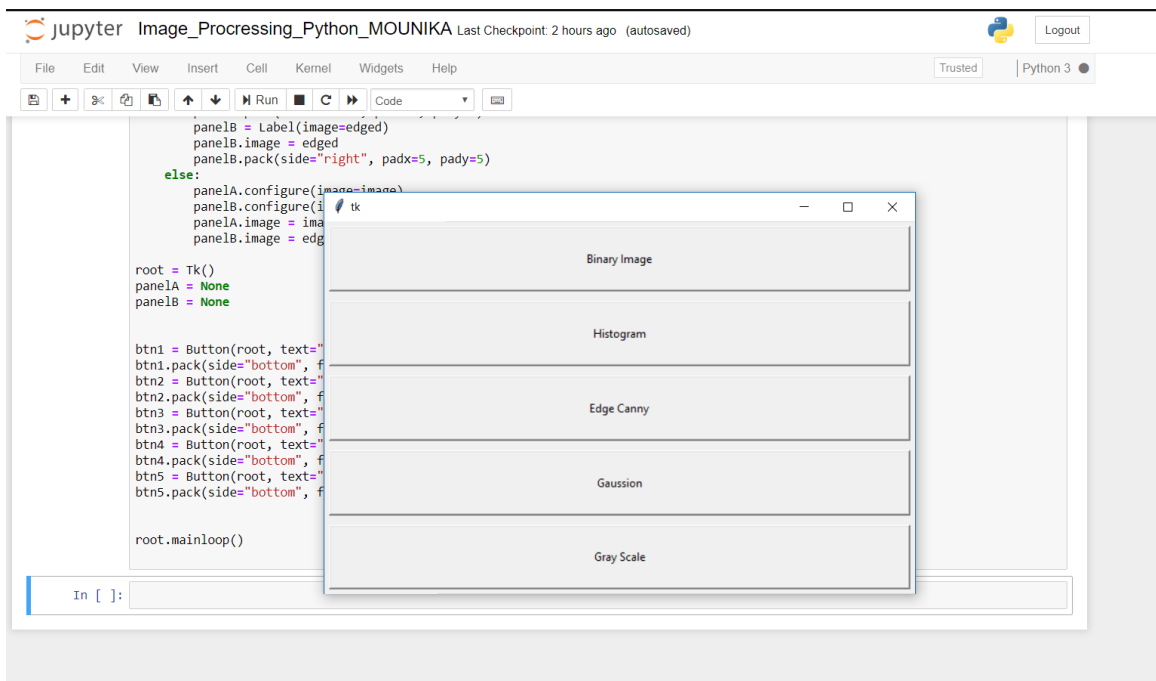 jupyter Image_Procressing_Python_MOUNIKA Last Checkpoint: 2 hours ago (autosaved)
Logout
File Edit View Insert Cell Kernel Widgets Help
Trusted Python 3
Run Code
panelB = Label(image=edged)
panelB.image = edged
panelB.pack(side="right", padx=5, pady=5)
else:
panelA.configure(image=image)
panelB.configure(i
panelA.image = ima
panelB.image = edg
root = Tk()
panelA = None
panelB = None
btn1 = Button(root, text="
btn1.pack(side="bottom", f
btn2 = Button(root, text="
btn2.pack(side="bottom", f
btn3 = Button(root, text="
btn3.pack(side="bottom", f
btn4 = Button(root, text="
btn4.pack(side="bottom", f
btn5 = Button(root, text="
btn5.pack(side="bottom", f
root.mainloop()
In [ ]:
tk
Binary Image
Histogram
Edge Canny
Gaussion
Gray Scale